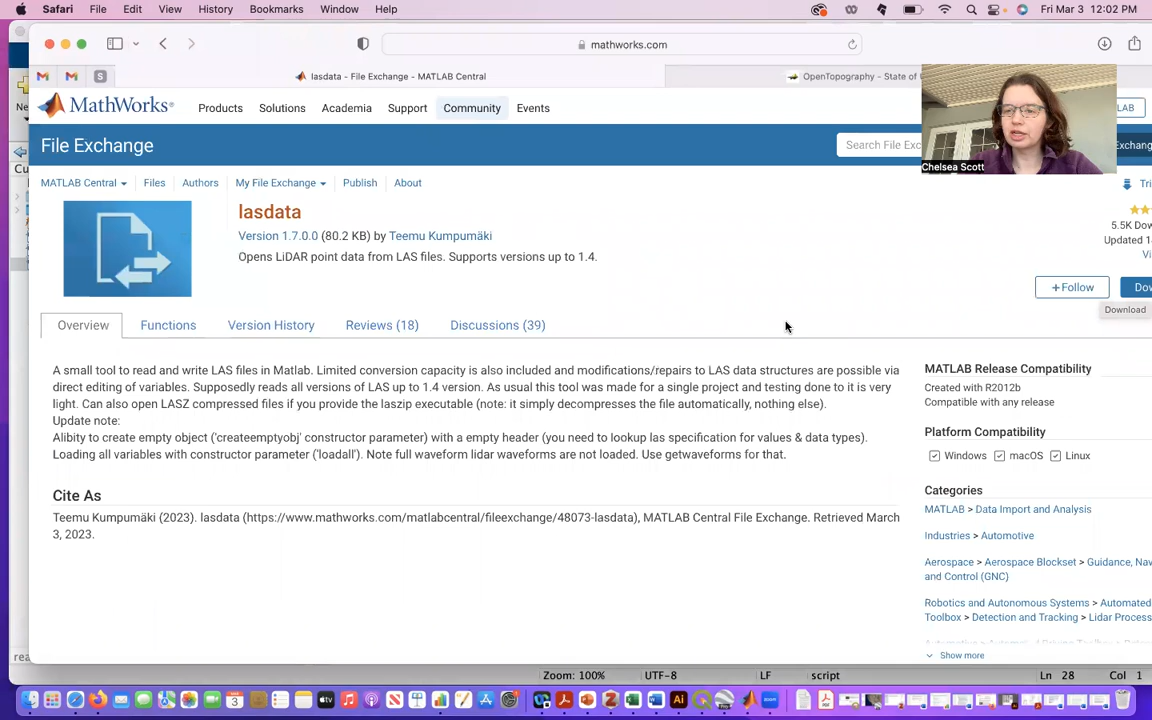 Safari File Edit View History Bookmarks Window Help Fri Mar 3 12:02 PM
mathworks.com
S lasdata - File Exchange - MATLAB Central OpenTopography - State of
MathWorks® Products Solutions Academia Support Community Events LAB
File Exchange Search File Exc xchang
Chelsea Scott
MATLAB Central Files Authors My File Exchange Publish About Tri
lasdata
Version 1.7.0.0 (80.2 KB) by Teemu Kumpumäki
5.5K Dow
Updated 1
Vi
Opens LiDAR point data from LAS files. Supports versions up to 1.4.
+Follow Dow
Download
Overview Functions Version History Reviews (18) Discussions (39)
A small tool to read and write LAS files in Matlab. Limited conversion capacity is also included and modifications/repairs to LAS data structures are possible via
direct editing of variables. Supposedly reads all versions of LAS up to 1.4 version. As usual this tool was made for a single project and testing done to it is very
light. Can also open LASZ compressed files if you provide the laszip executable (note: it simply decompresses the file automatically, nothing else).
Update note:
Alibity to create empty object ('createemptyobj' constructor parameter) with a empty header (you need to lookup las specification for values & data types).
Loading all variables with constructor parameter ('loadall'). Note full waveform lidar waveforms are not loaded. Use getwaveforms for that.
Cite As
Teemu Kumpumäki (2023). lasdata (https://www.mathworks.com/matlabcentral/fileexchange/48073-lasdata), MATLAB Central File Exchange. Retrieved March
3, 2023.
MATLAB Release Compatibility
Created with R2012b
Compatible with any release
Platform Compatibility
Windows macOS Linux
Categories
MATLAB > Data Import and Analysis
Industries > Automotive
Aerospace > Aerospace Blockset > Guidance, Nav
and Control (GNC)
Robotics and Autonomous Systems > Automated
Toolbox > Detection and Tracking > Lidar Process
Show more
Zoom: 100% UTF-8 LF script Ln 28 Col 1